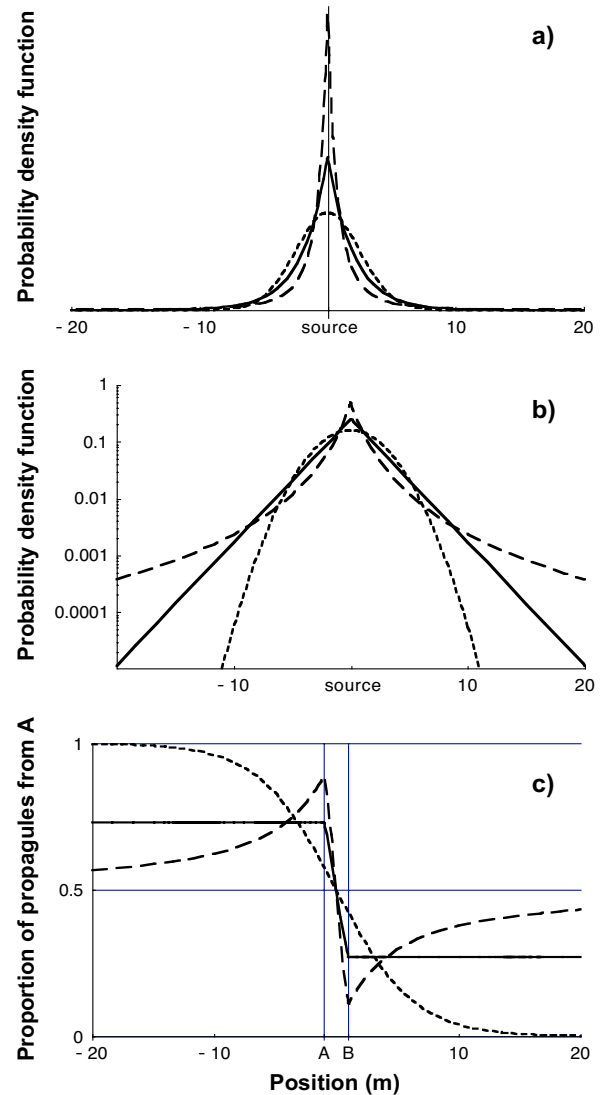 Probability density function
a)
- 20
- 10
source
10
20
Probability density function
b)
1
0.1
0.01
0.001
0.0001
- 10
source
10
20
Proportion of propagules from A
c)
1
0.5
0
- 20
- 10
A
B
10
20
Position (m)